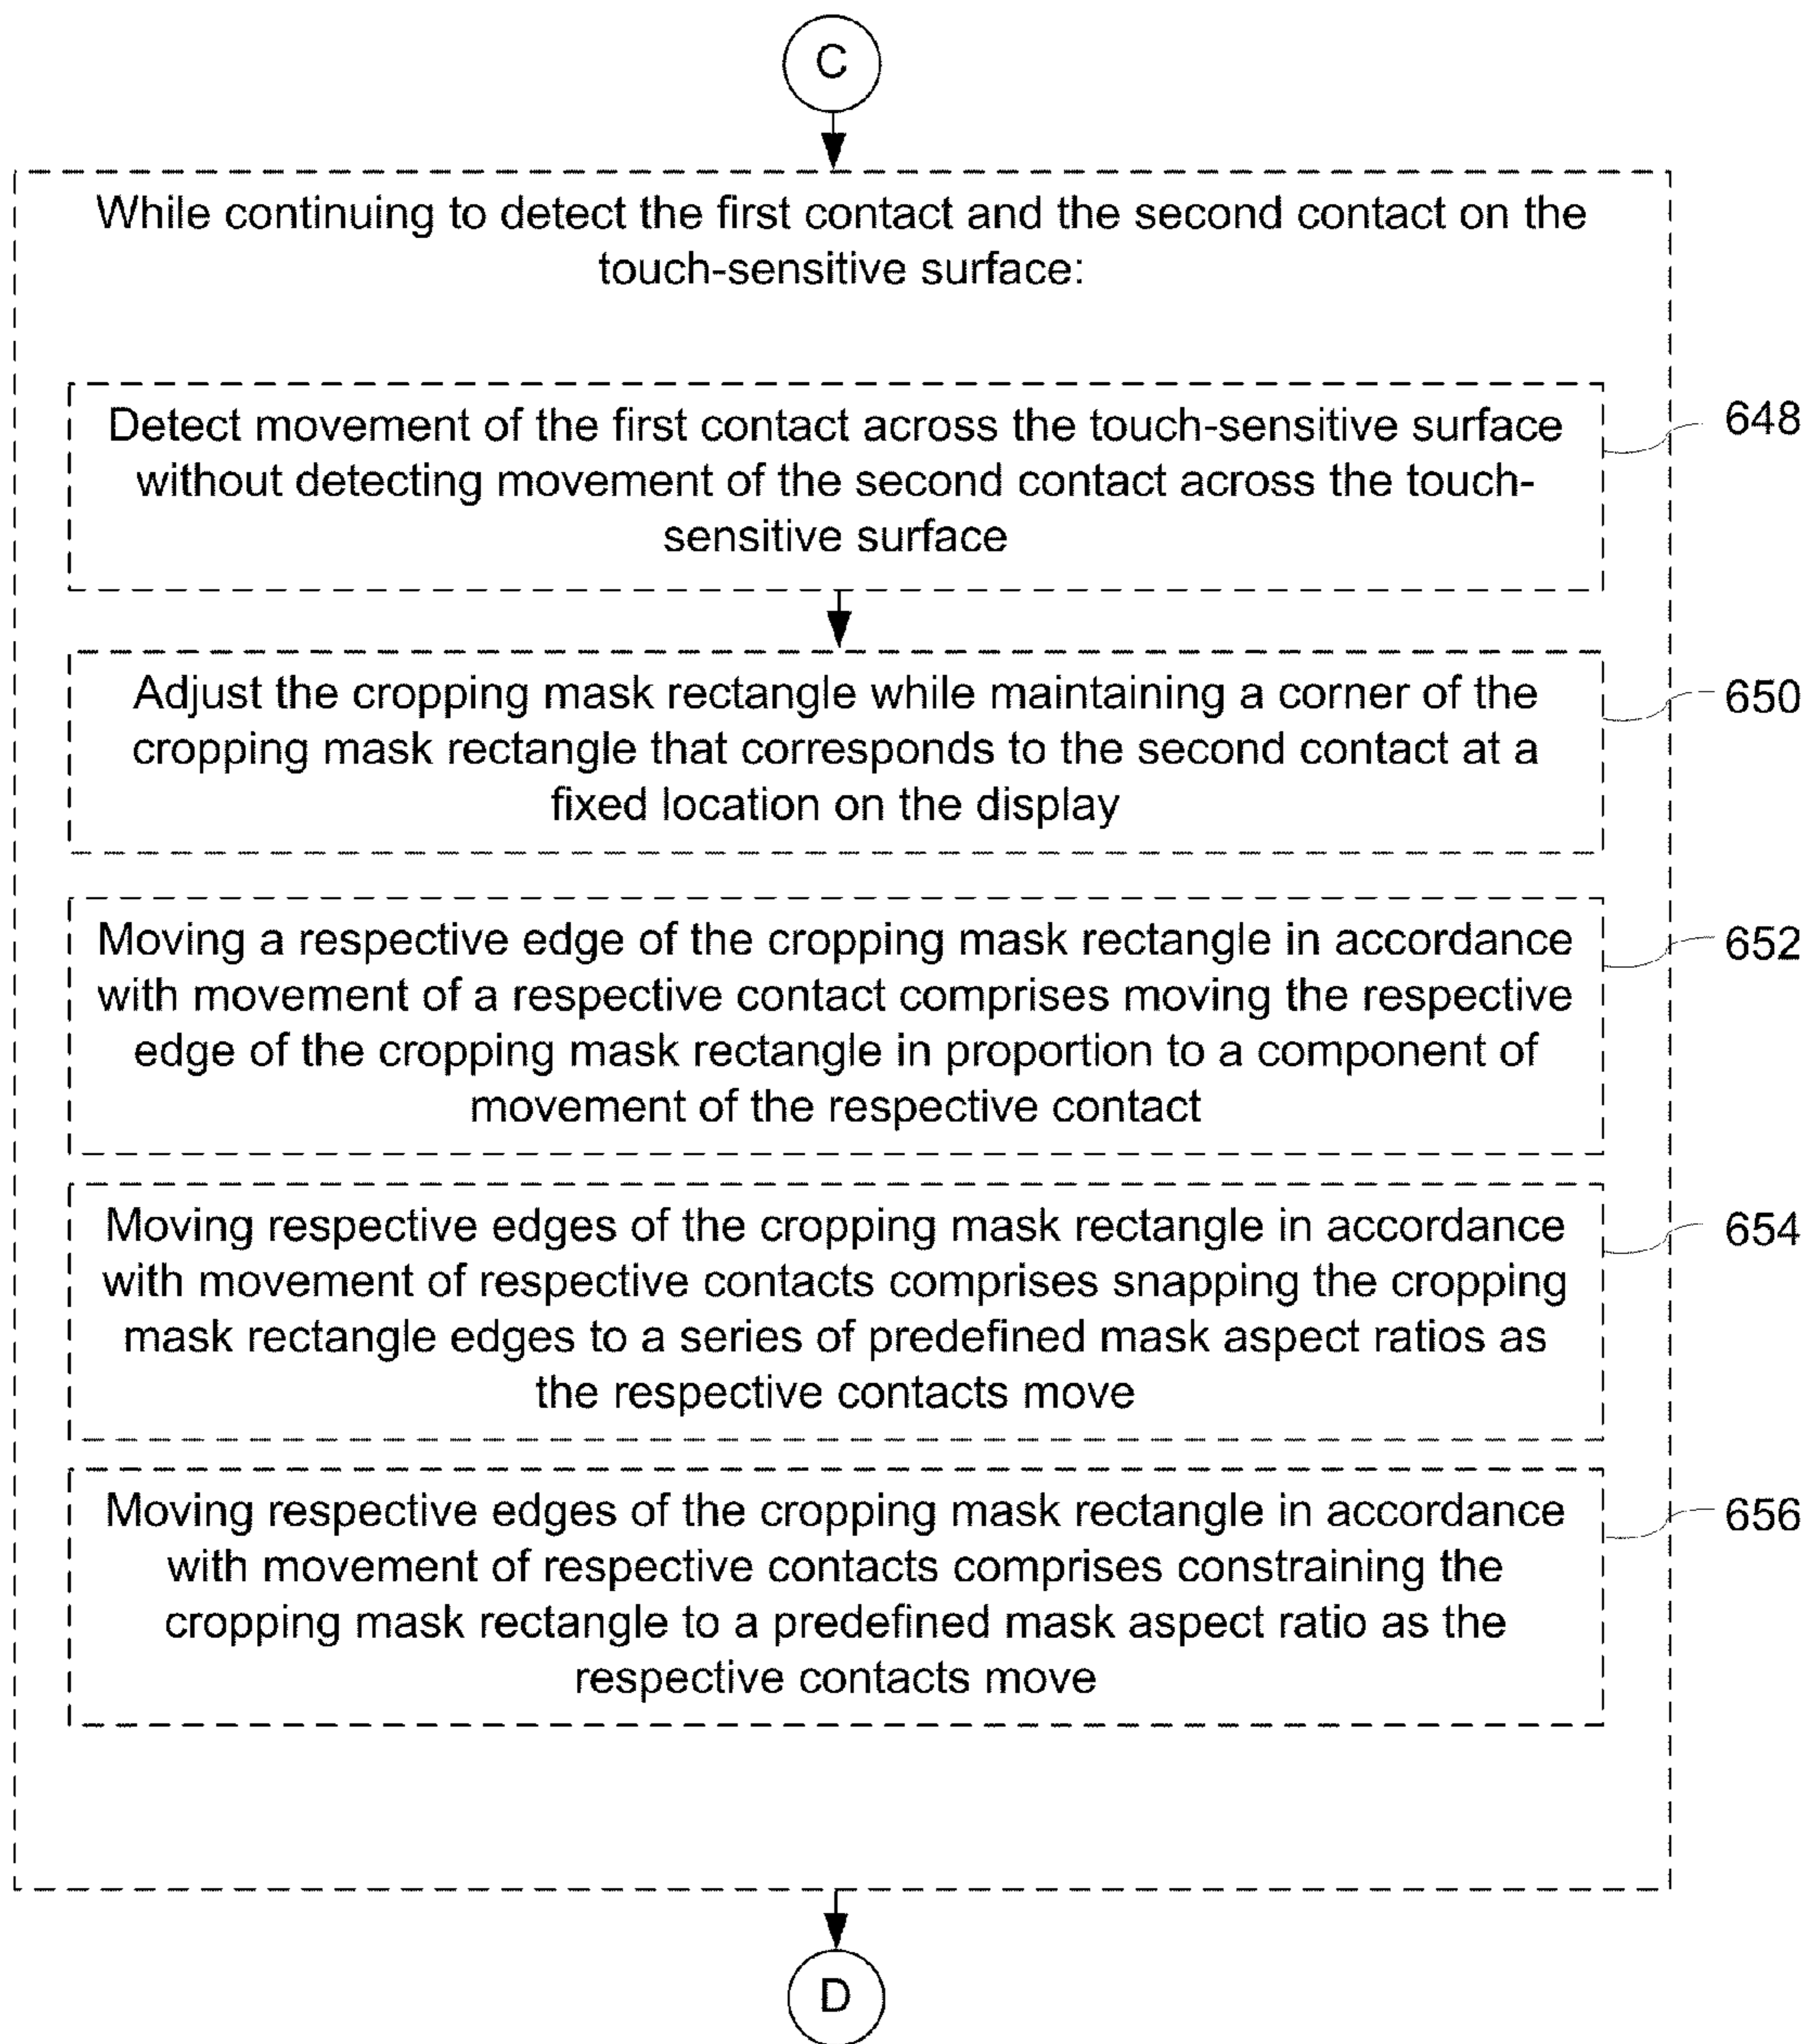 C
While continuing to detect the first contact and the second contact on the
touch-sensitive surface:
Detect movement of the first contact across the touch-sensitive surface
without detecting movement of the second contact across the touch-
sensitive surface
648
Adjust the cropping mask rectangle while maintaining a corner of the
cropping mask rectangle that corresponds to the second contact at a
fixed location on the display
650
Moving a respective edge of the cropping mask rectangle in accordance
with movement of a respective contact comprises moving the respective
edge of the cropping mask rectangle in proportion to a component of
movement of the respective contact
652
Moving respective edges of the cropping mask rectangle in accordance
with movement of respective contacts comprises snapping the cropping
mask rectangle edges to a series of predefined mask aspect ratios as
the respective contacts move
654
Moving respective edges of the cropping mask rectangle in accordance
with movement of respective contacts comprises constraining the
cropping mask rectangle to a predefined mask aspect ratio as the
respective contacts move
656
D